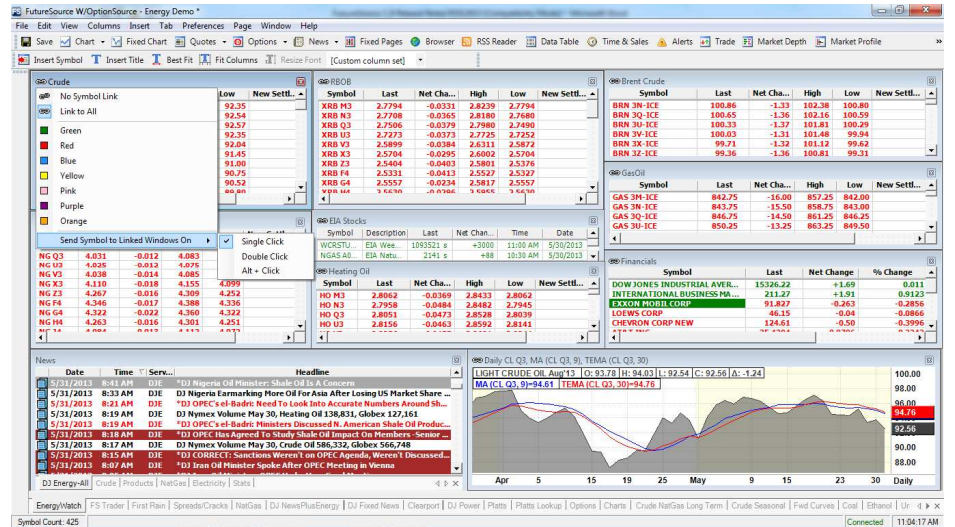 FutureSource W/OptionSource - Energy Demo *
File Edit View Columns Insert Tab Preferences Page Window Help
Save Chart Fixed Chart Quotes Options News Fixed Pages Browser RSS Reader Data Table Time & Sales Alerts Trade Market Depth Market Profile
Insert Symbol Insert Title Best Fit Fit Columns Resize Font [Custom column set]
Crude
Low New Settl...
92.35
92.54
92.57
92.35
92.04
91.45
91.00
90.75
90.52
No Symbol Link
Link to All
Green
Red
Blue
Yellow
Pink
Purple
Orange
Send Symbol to Linked Windows On
Single Click
Double Click
Alt + Click
NG Q3 4.031 -0.012 4.083
NG U3 4.025 -0.012 4.075
NG V3 4.038 -0.014 4.085
NG X3 4.110 -0.018 4.155 4.099
NG Z3 4.267 -0.016 4.309 4.252
NG F4 4.346 -0.017 4.388 4.336
NG G4 4.322 -0.022 4.360 4.322
NG H4 4.263 -0.016 4.301 4.251
RBOB
Symbol Last Net Cha... High Low New Settl...
XRB M3 2.7794 -0.0331 2.8239 2.7794
XRB N3 2.7708 -0.0365 2.8180 2.7680
XRB Q3 2.7506 -0.0379 2.7980 2.7490
XRB U3 2.7273 -0.0373 2.7725 2.7252
XRB V3 2.5899 -0.0384 2.6311 2.5872
XRB X3 2.5704 -0.0295 2.6002 2.5704
XRB Z3 2.5404 -0.0403 2.5801 2.5376
XRB F4 2.5331 -0.0413 2.5527 2.5327
XRB G4 2.5557 -0.0234 2.5817 2.5557
EIA Stocks
Symbol Description Last Net Chan... Time Date
WCRSTU... EIA Wee... 1093521 s +3000 11:00 AM 5/30/2013
NGAS A0... EIA Natu... 2141 s +88 10:30 AM 5/30/2013
Heating Oil
Symbol Last Net Cha... High Low New Settl...
HO M3 2.8062 -0.0369 2.8433 2.8062
HO N3 2.7958 -0.0484 2.8482 2.7945
HO Q3 2.8051 -0.0473 2.8528 2.8039
HO U3 2.8156 -0.0463 2.8592 2.8141
Brent Crude
Symbol Last Net Cha... High Low New Settl...
BRN 3N-ICE 100.86 -1.33 102.38 100.80
BRN 3Q-ICE 100.65 -1.36 102.16 100.59
BRN 3U-ICE 100.33 -1.37 101.81 100.29
BRN 3V-ICE 100.03 -1.31 101.48 99.94
BRN 3X-ICE 99.71 -1.32 101.12 99.62
BRN 3Z-ICE 99.36 -1.36 100.81 99.31
GasOil
Symbol Last Net Cha... High Low New Settl...
GAS 3M-ICE 842.75 -16.00 857.25 842.00
GAS 3N-ICE 843.75 -15.50 858.75 843.00
GAS 3Q-ICE 846.75 -14.50 861.25 846.25
GAS 3U-ICE 850.25 -13.25 863.25 849.50
Financials
Symbol Last Net Change % Change
DOW JONES INDUSTRIAL AVER... 15326.22 +1.69 0.011
INTERNATIONAL BUSINESS MA... 211.27 +1.91 0.9123
EXXON MOBIL CORP 91.827 -0.263 -0.2856
LOEWS CORP 46.15 -0.04 -0.0866
CHEVRON CORP NEW 124.61 -0.50 -0.3996
News
Date Time Serv... Headline
5/31/2013 8:41 AM DJE *DJ Nigeria Oil Minister: Shale Oil Is A Concern
5/31/2013 8:33 AM DJE DJ Nigeria Earmarking More Oil For Asia After Losing US Market Share ...
5/31/2013 8:21 AM DJE *DJ OPEC's el-Badri: Need To Look Into Accurate Numbers Around Sh...
5/31/2013 8:19 AM DJE DJ Nymex Volume May 30, Heating Oil 138,831, Globex 127,161
5/31/2013 8:19 AM DJE *DJ OPEC's el-Badri: Ministers Discussed N. American Shale Oil Produc...
5/31/2013 8:18 AM DJE *DJ OPEC Has Agreed To Study Shale Oil Impact On Members -Senior ...
5/31/2013 8:17 AM DJE DJ Nymex Volume May 30, Crude Oil 586,332, Globex 566,748
5/31/2013 8:15 AM DJE *DJ CORRECT: Sanctions Weren't on OPEC Agenda, Weren't Discussed...
5/31/2013 8:07 AM DJE *DJ Iran Oil Minister Spoke After OPEC Meeting in Vienna
DJ Energy-All Crude Products NatGas Electricity Stats
Daily CL Q3, MA (CL Q3, 9), TEMA (CL Q3, 30)
LIGHT CRUDE OIL Aug'13 O: 93.78 H: 94.03 L: 92.54 C: 92.56 Δ: -1.24
MA (CL Q3, 9)=94.61 TEMA (CL Q3, 30)=94.76
100.00
98.00
96.00
94.76
92.56
90.00
88.00
Apr 5 15 19 25 May 9 15 23 30 Daily
EnergyWatch FS Trader First Rain Spreads/Cracks NatGas DJ NewsPlusEnergy DJ Fixed News Clearport DJ Power Platts Platts Lookup Options Charts Crude NatGas Long Term Crude Seasonal Fwd Curves Coal Ethanol Ur
Symbol Count: 425 Connected 11:04:17 AM